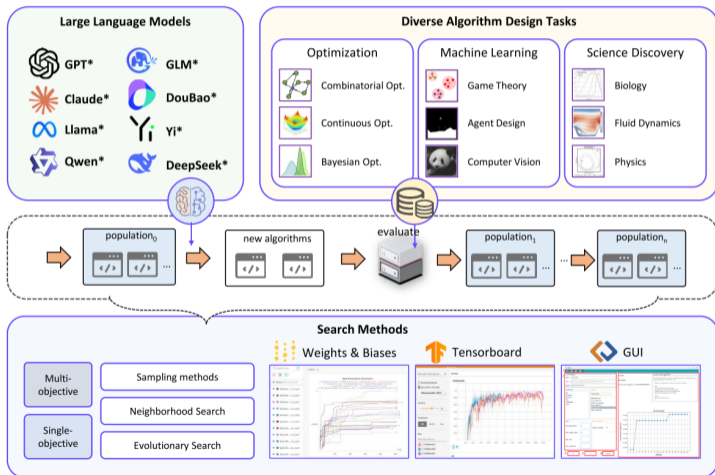 Large Language Models
GPT*
GLM*
Claude*
DouBao*
Llama*
Yi*
Qwen*
DeepSeek*
Diverse Algorithm Design Tasks
Optimization
Combinatorial Opt.
Continuous Opt.
Bayesian Opt.
Machine Learning
Game Theory
Agent Design
Computer Vision
Science Discovery
Biology
Fluid Dynamics
Physics
population₀
...
new algorithms
evaluate
population₁
...
...
populationₙ
...
Search Methods
Multi-
objective
Single-
objective
Sampling methods
Neighborhood Search
Evolutionary Search
Weights & Biases
Tensorboard
GUI